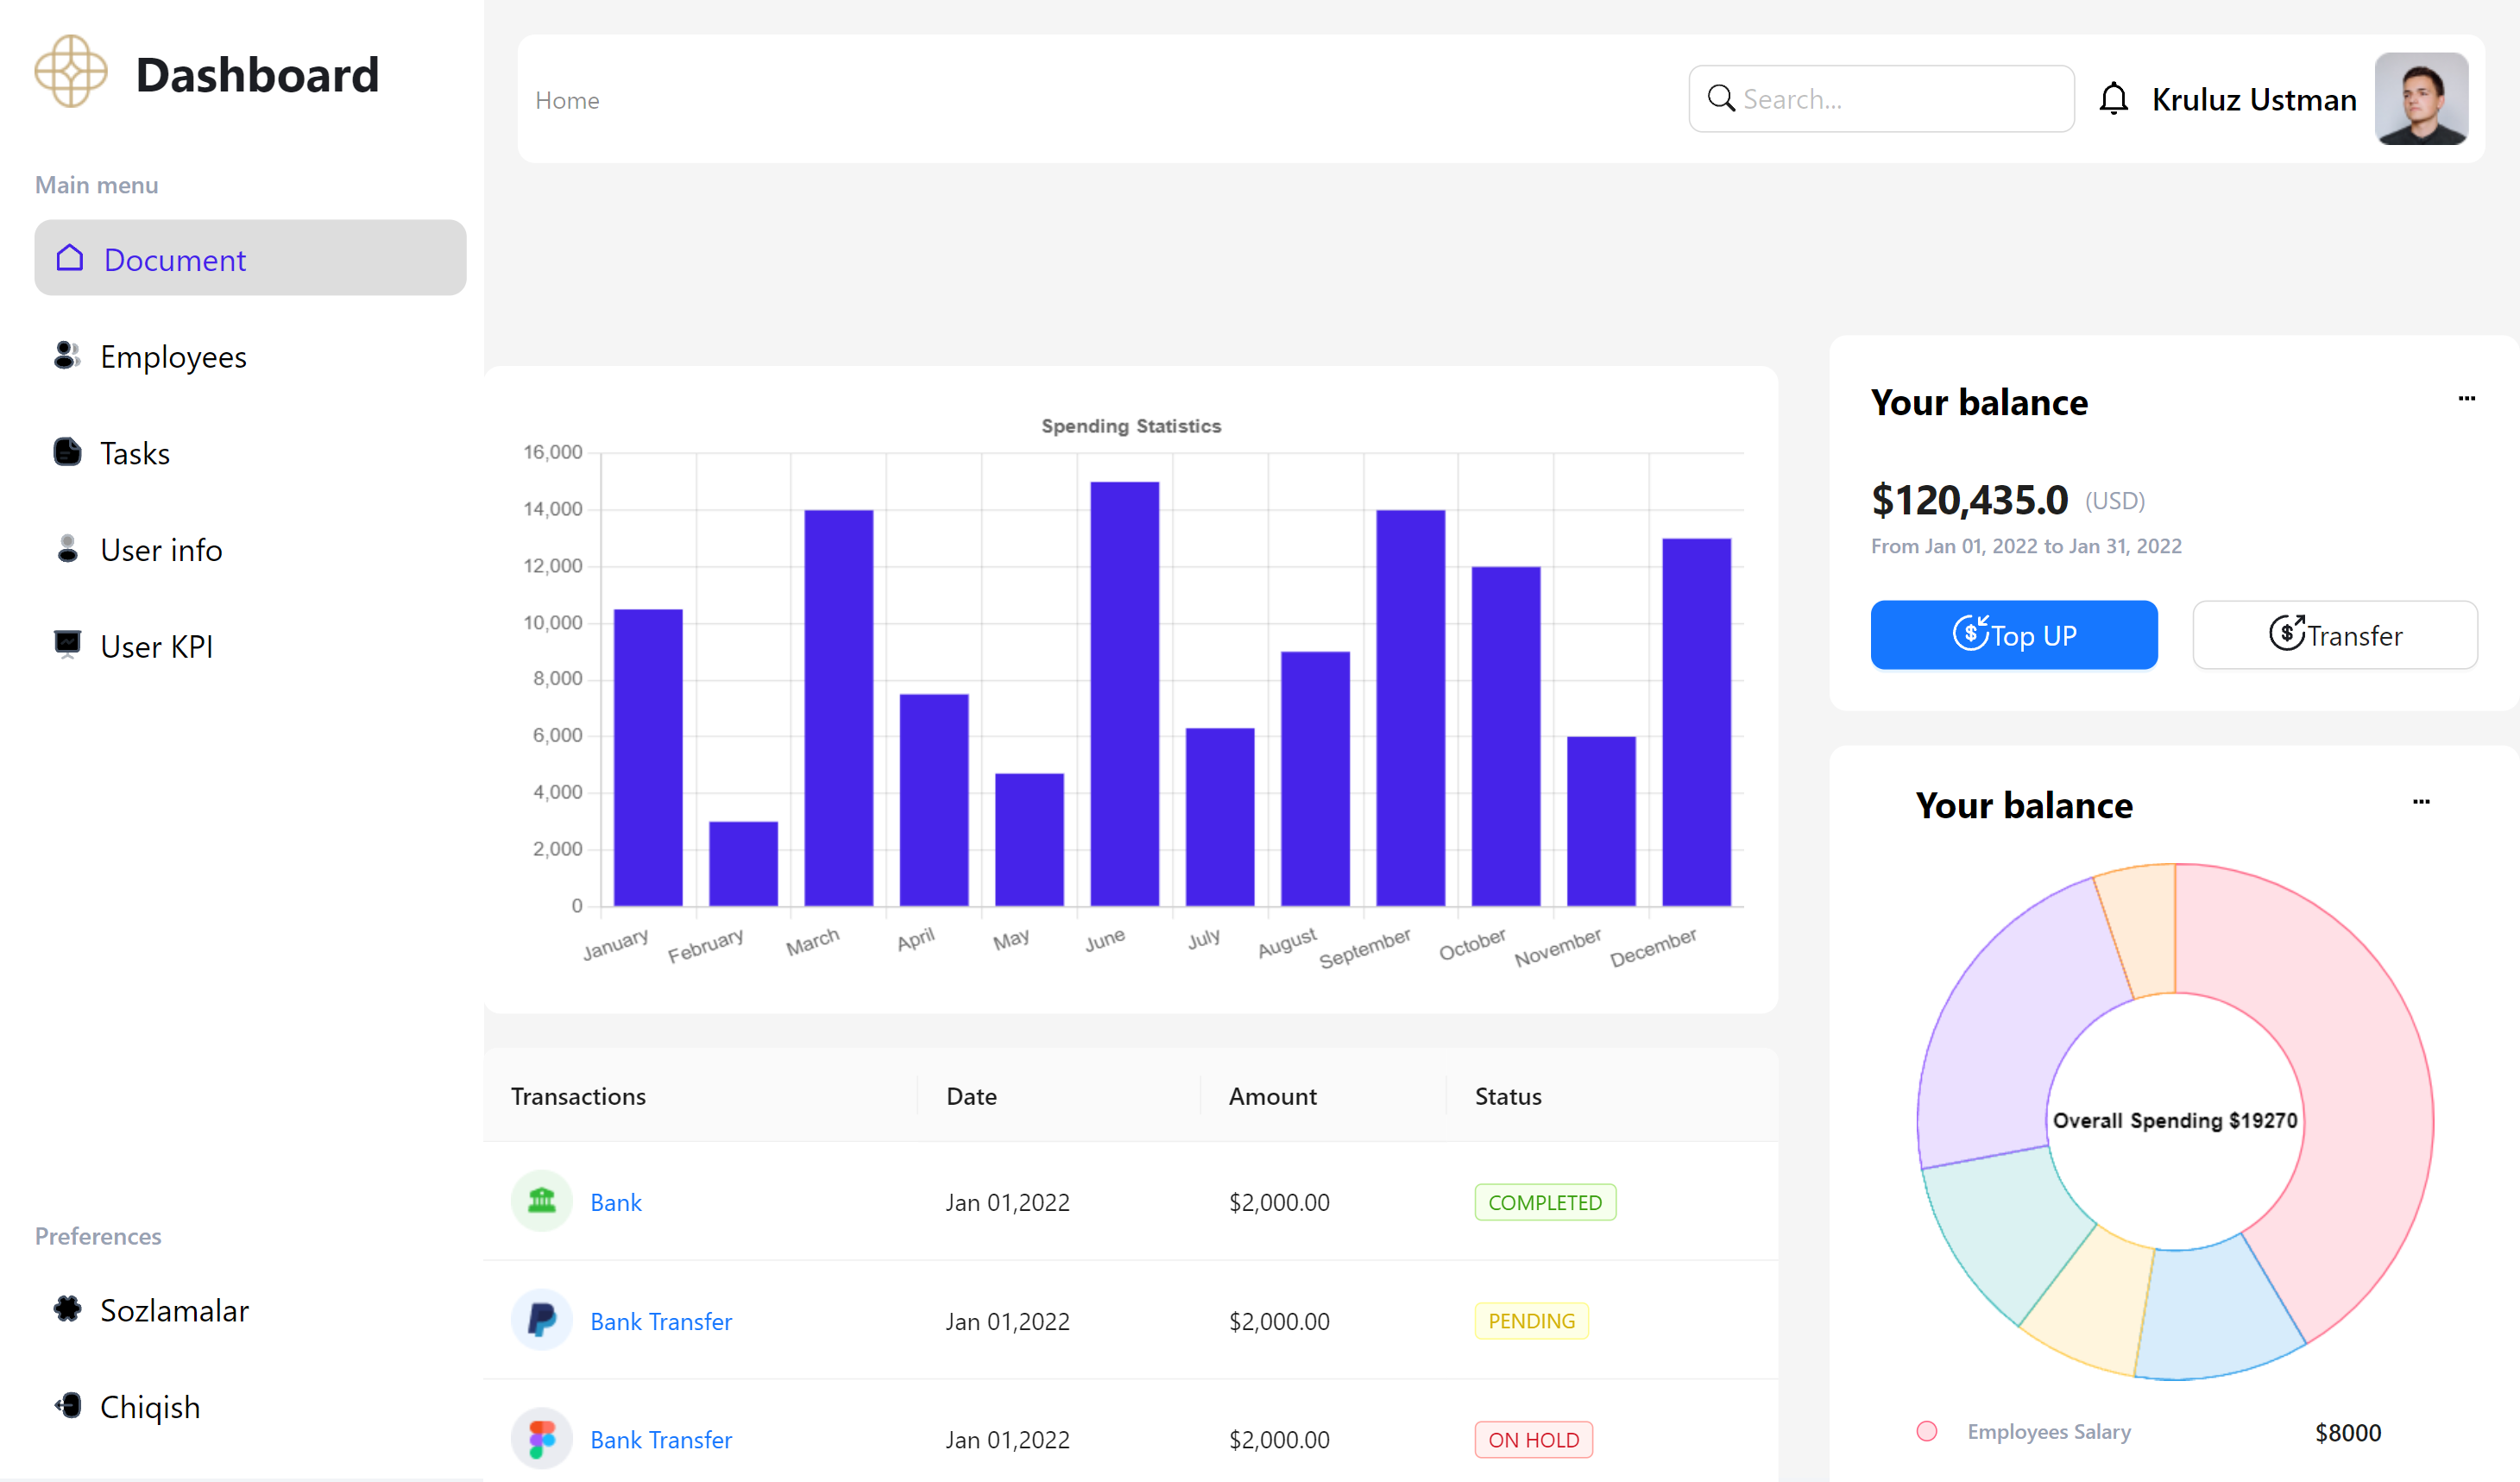 Dashboard
Main menu
Document
Employees
Tasks
User info
User KPI
Preferences
Sozlamalar
Chiqish
Home
Search...
Kruluz Ustman
Spending Statistics
16,000
14,000
12,000
10,000
8,000
6,000
4,000
2,000
0
January February March April May June July August September October November December
Transactions Date Amount Status
Bank Jan 01,2022 $2,000.00 COMPLETED
Bank Transfer Jan 01,2022 $2,000.00 PENDING
Bank Transfer Jan 01,2022 $2,000.00 ON HOLD
Your balance ...
$120,435.0 (USD)
From Jan 01, 2022 to Jan 31, 2022
Top UP Transfer
Your balance ...
Overall Spending $19270
Employees Salary $8000